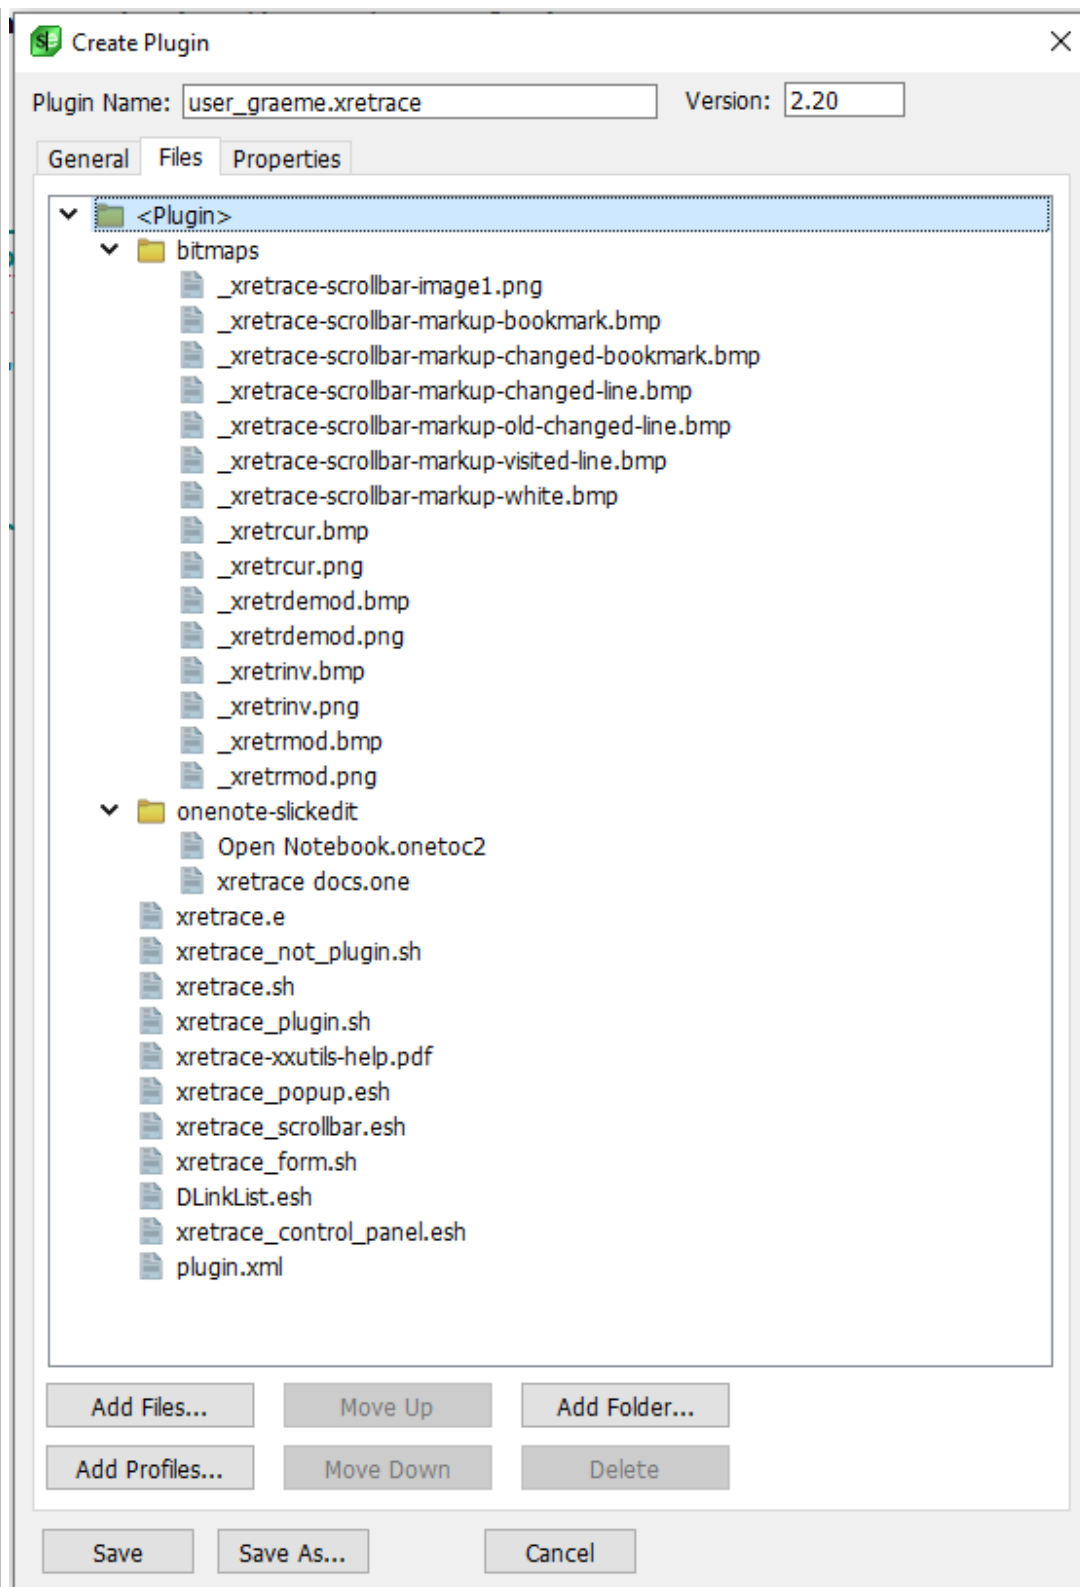 Create Plugin
Plugin Name: user_graeme.xretrace Version: 2.20
General Files Properties
<Plugin>
bitmaps
_xretrace-scrollbar-image1.png
_xretrace-scrollbar-markup-bookmark.bmp
_xretrace-scrollbar-markup-changed-bookmark.bmp
_xretrace-scrollbar-markup-changed-line.bmp
_xretrace-scrollbar-markup-old-changed-line.bmp
_xretrace-scrollbar-markup-visited-line.bmp
_xretrace-scrollbar-markup-white.bmp
_xretrcur.bmp
_xretrcur.png
_xretrdemod.bmp
_xretrdemod.png
_xretrinv.bmp
_xretrinv.png
_xretrmod.bmp
_xretrmod.png
onenote-slickedit
Open Notebook.onetoc2
xretrace docs.one
xretrace.e
xretrace_not_plugin.sh
xretrace.sh
xretrace_plugin.sh
xretrace-xxutils-help.pdf
xretrace_popup.esh
xretrace_scrollbar.esh
xretrace_form.sh
DLinkList.esh
xretrace_control_panel.esh
plugin.xml
Add Files... Move Up Add Folder...
Add Profiles... Move Down Delete
Save Save As... Cancel